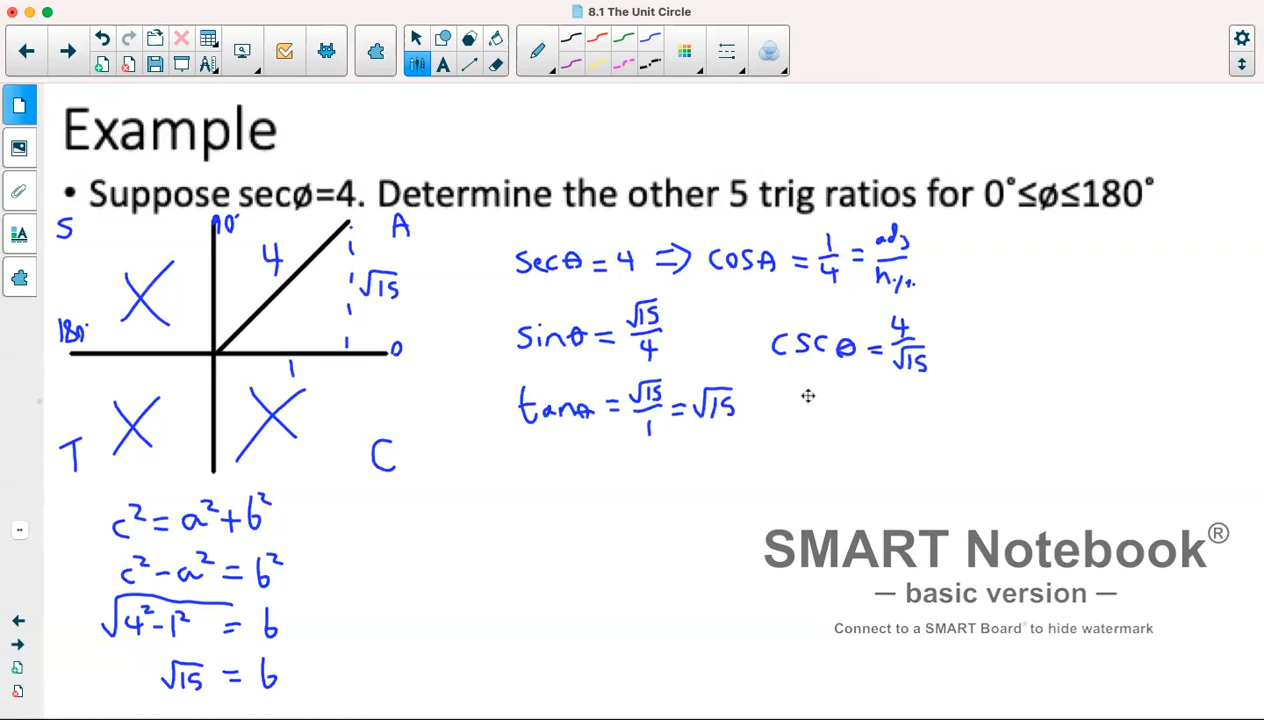 8.1 The Unit Circle
Example
• Suppose secø=4. Determine the other 5 trig ratios for 0˚≤ø≤180˚
S
90°
A
4
√15
180°
0
1
T
C
secθ = 4 ⇒ cosθ = 1/4 = adj/hyp.
sinθ = √15/4
cscθ = 4/√15
tanθ = √15/1 = √15
c² = a² + b²
c² - a² = b²
√(4² - 1²) = b
√15 = b
SMART Notebook®
— basic version —
Connect to a SMART Board® to hide watermark